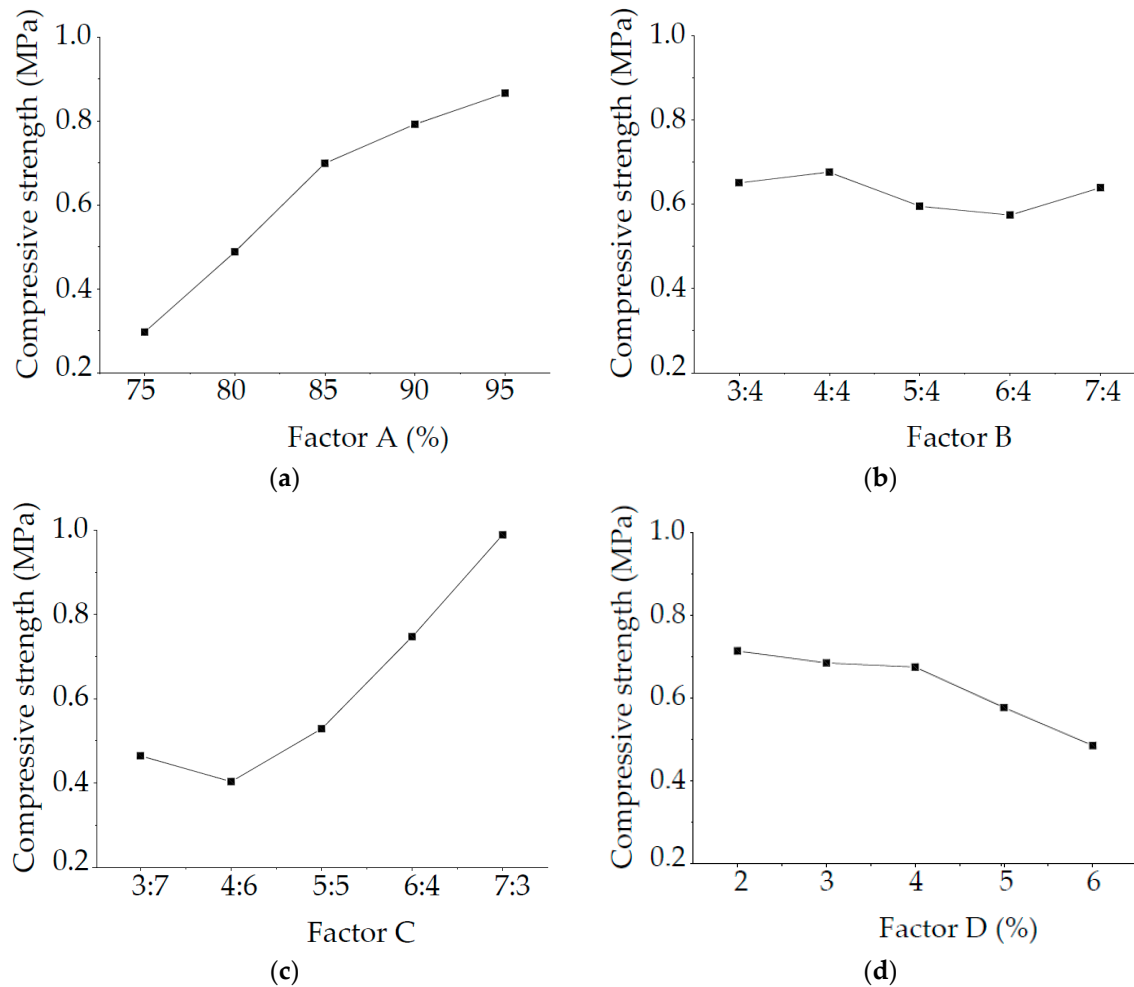 Compressive strength (MPa)
1.0
0.8
0.6
0.4
0.2
75 80 85 90 95
Factor A (%)
(a)
Compressive strength (MPa)
1.0
0.8
0.6
0.4
0.2
3:4 4:4 5:4 6:4 7:4
Factor B
(b)
Compressive strength (MPa)
1.0
0.8
0.6
0.4
0.2
3:7 4:6 5:5 6:4 7:3
Factor C
(c)
Compressive strength (MPa)
1.0
0.8
0.6
0.4
0.2
2 3 4 5 6
Factor D (%)
(d)